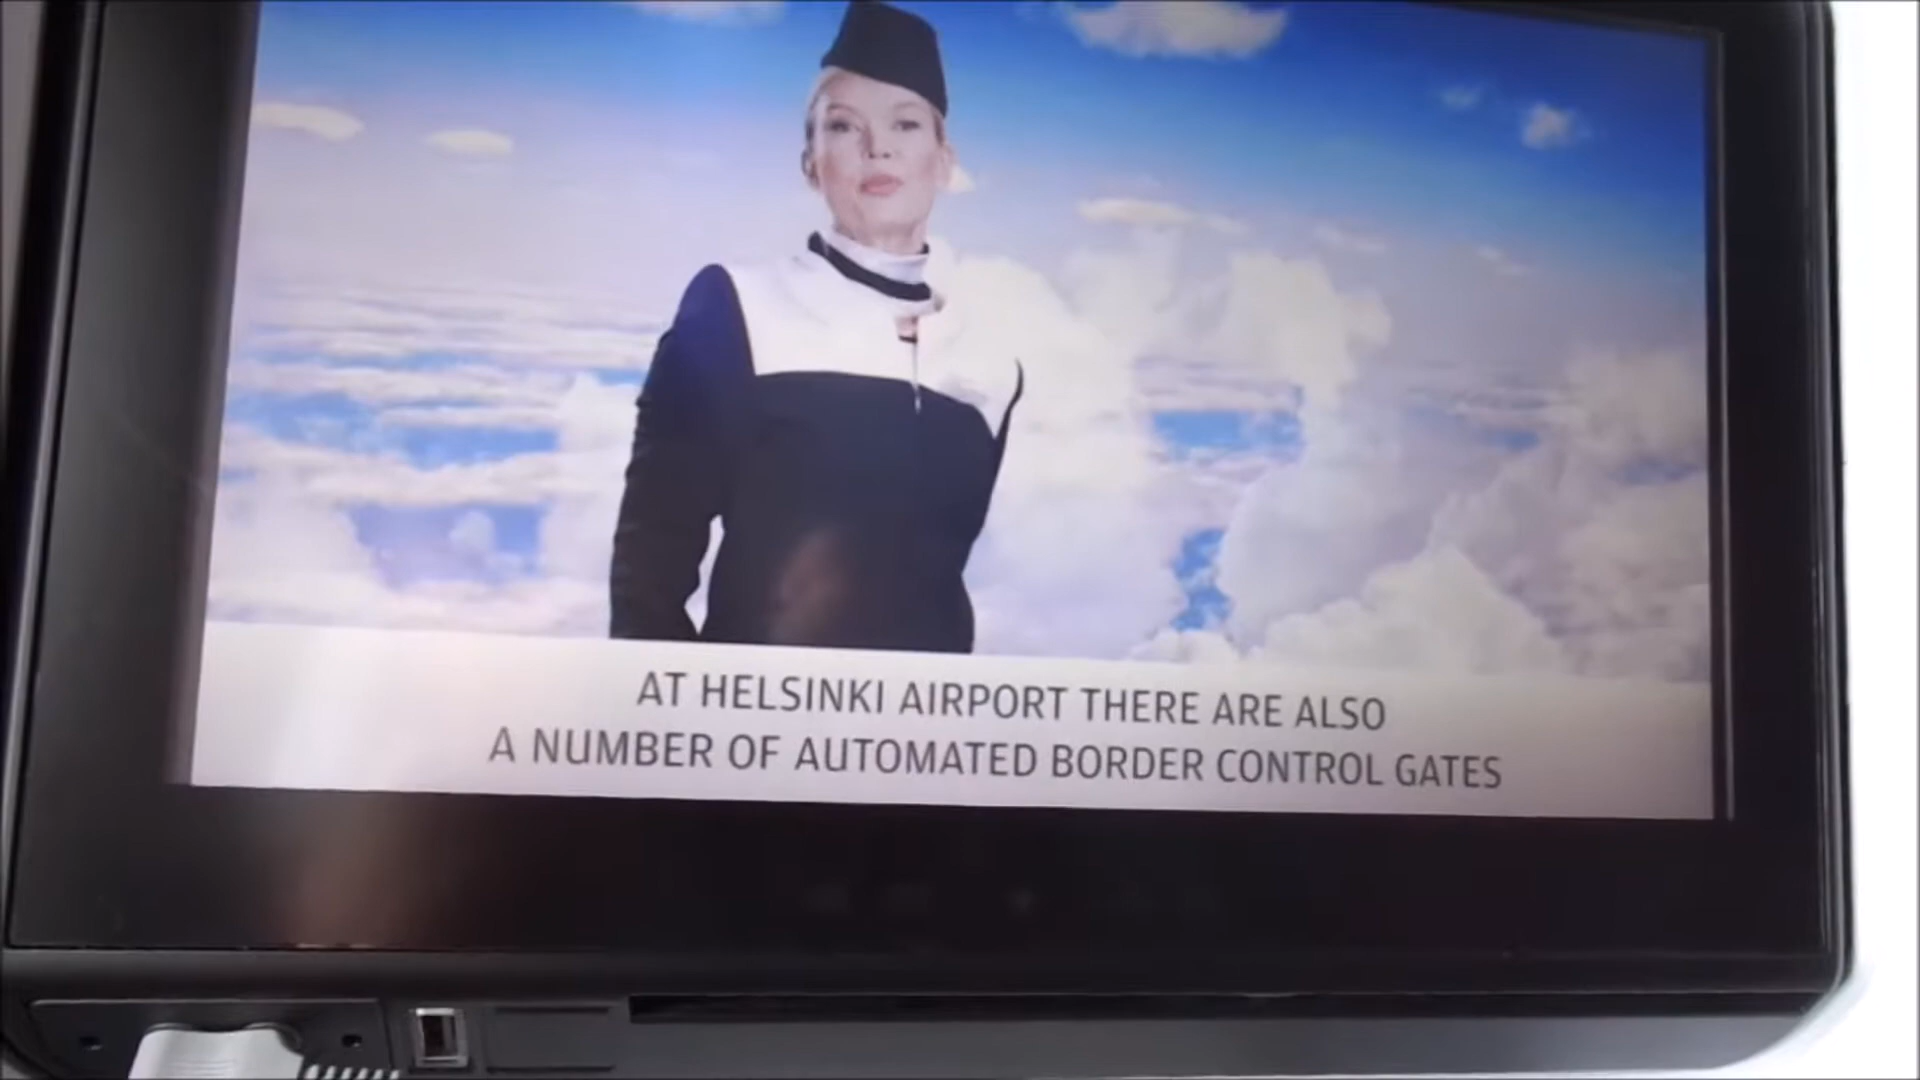 AT HELSINKI AIRPORT THERE ARE ALSO
A NUMBER OF AUTOMATED BORDER CONTROL GATES